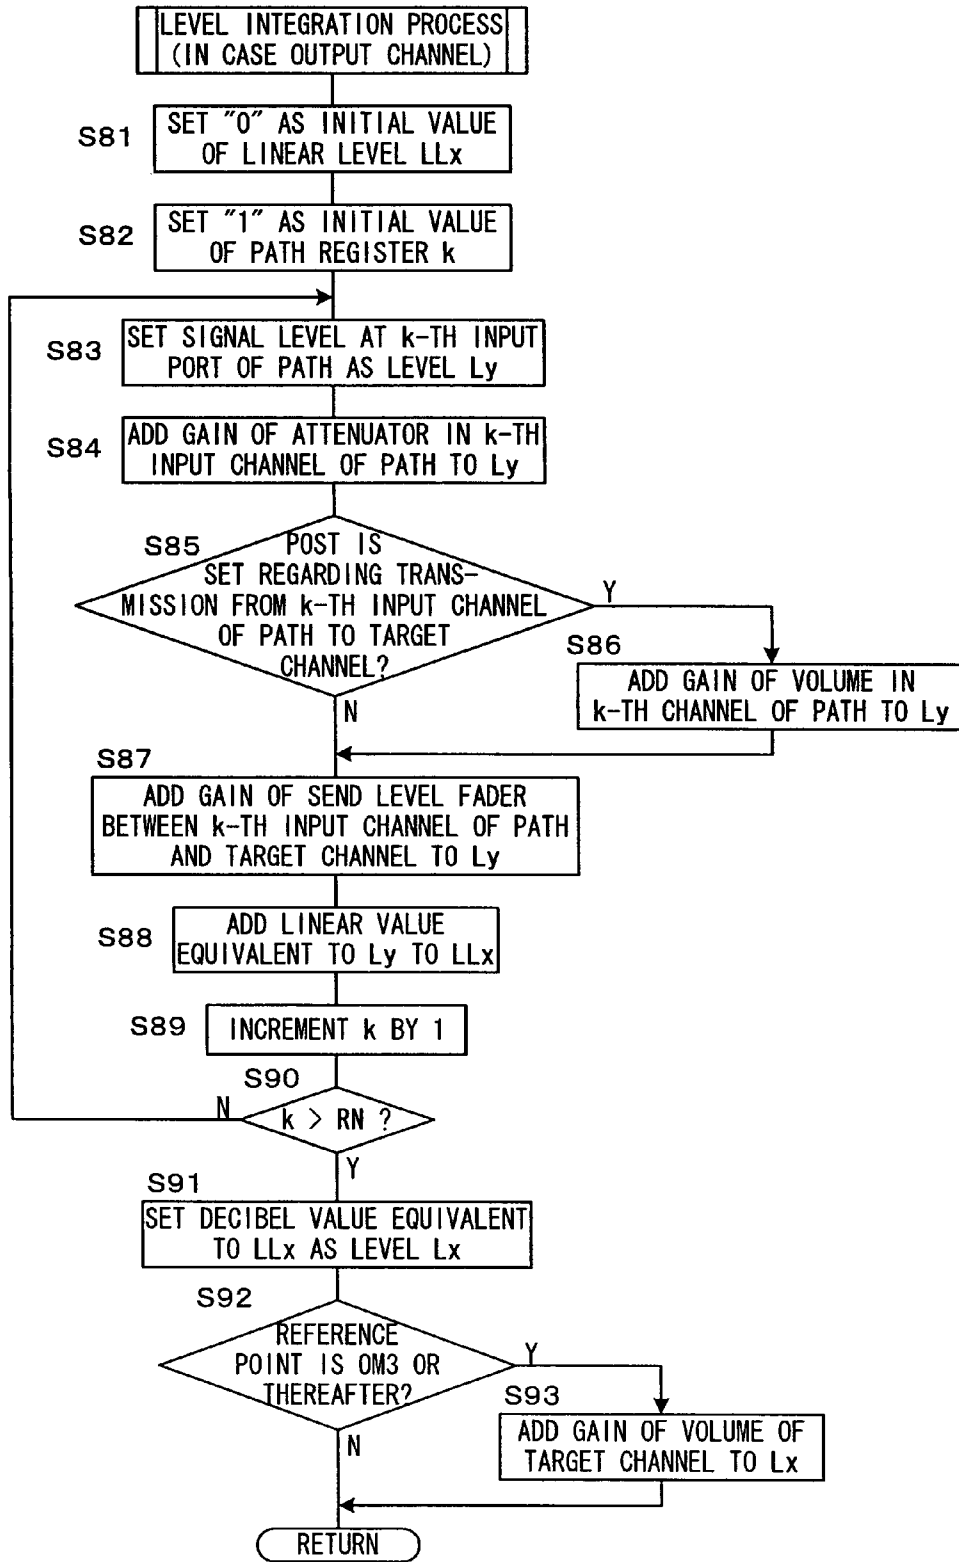 LEVEL INTEGRATION PROCESS
(IN CASE OUTPUT CHANNEL)
S81
SET "0" AS INITIAL VALUE
OF LINEAR LEVEL LLx
S82
SET "1" AS INITIAL VALUE
OF PATH REGISTER k
S83
SET SIGNAL LEVEL AT k-TH INPUT
PORT OF PATH AS LEVEL Ly
S84
ADD GAIN OF ATTENUATOR IN k-TH
INPUT CHANNEL OF PATH TO Ly
S85
POST IS
SET REGARDING TRANS-
MISSION FROM k-TH INPUT CHANNEL
OF PATH TO TARGET
CHANNEL?
Y
N
S86
ADD GAIN OF VOLUME IN
k-TH CHANNEL OF PATH TO Ly
S87
ADD GAIN OF SEND LEVEL FADER
BETWEEN k-TH INPUT CHANNEL OF PATH
AND TARGET CHANNEL TO Ly
S88
ADD LINEAR VALUE
EQUIVALENT TO Ly TO LLx
S89
INCREMENT k BY 1
S90
N
k > RN ?
Y
S91
SET DECIBEL VALUE EQUIVALENT
TO LLx AS LEVEL Lx
S92
REFERENCE
POINT IS OM3 OR
THEREAFTER?
Y
N
S93
ADD GAIN OF VOLUME OF
TARGET CHANNEL TO Lx
RETURN